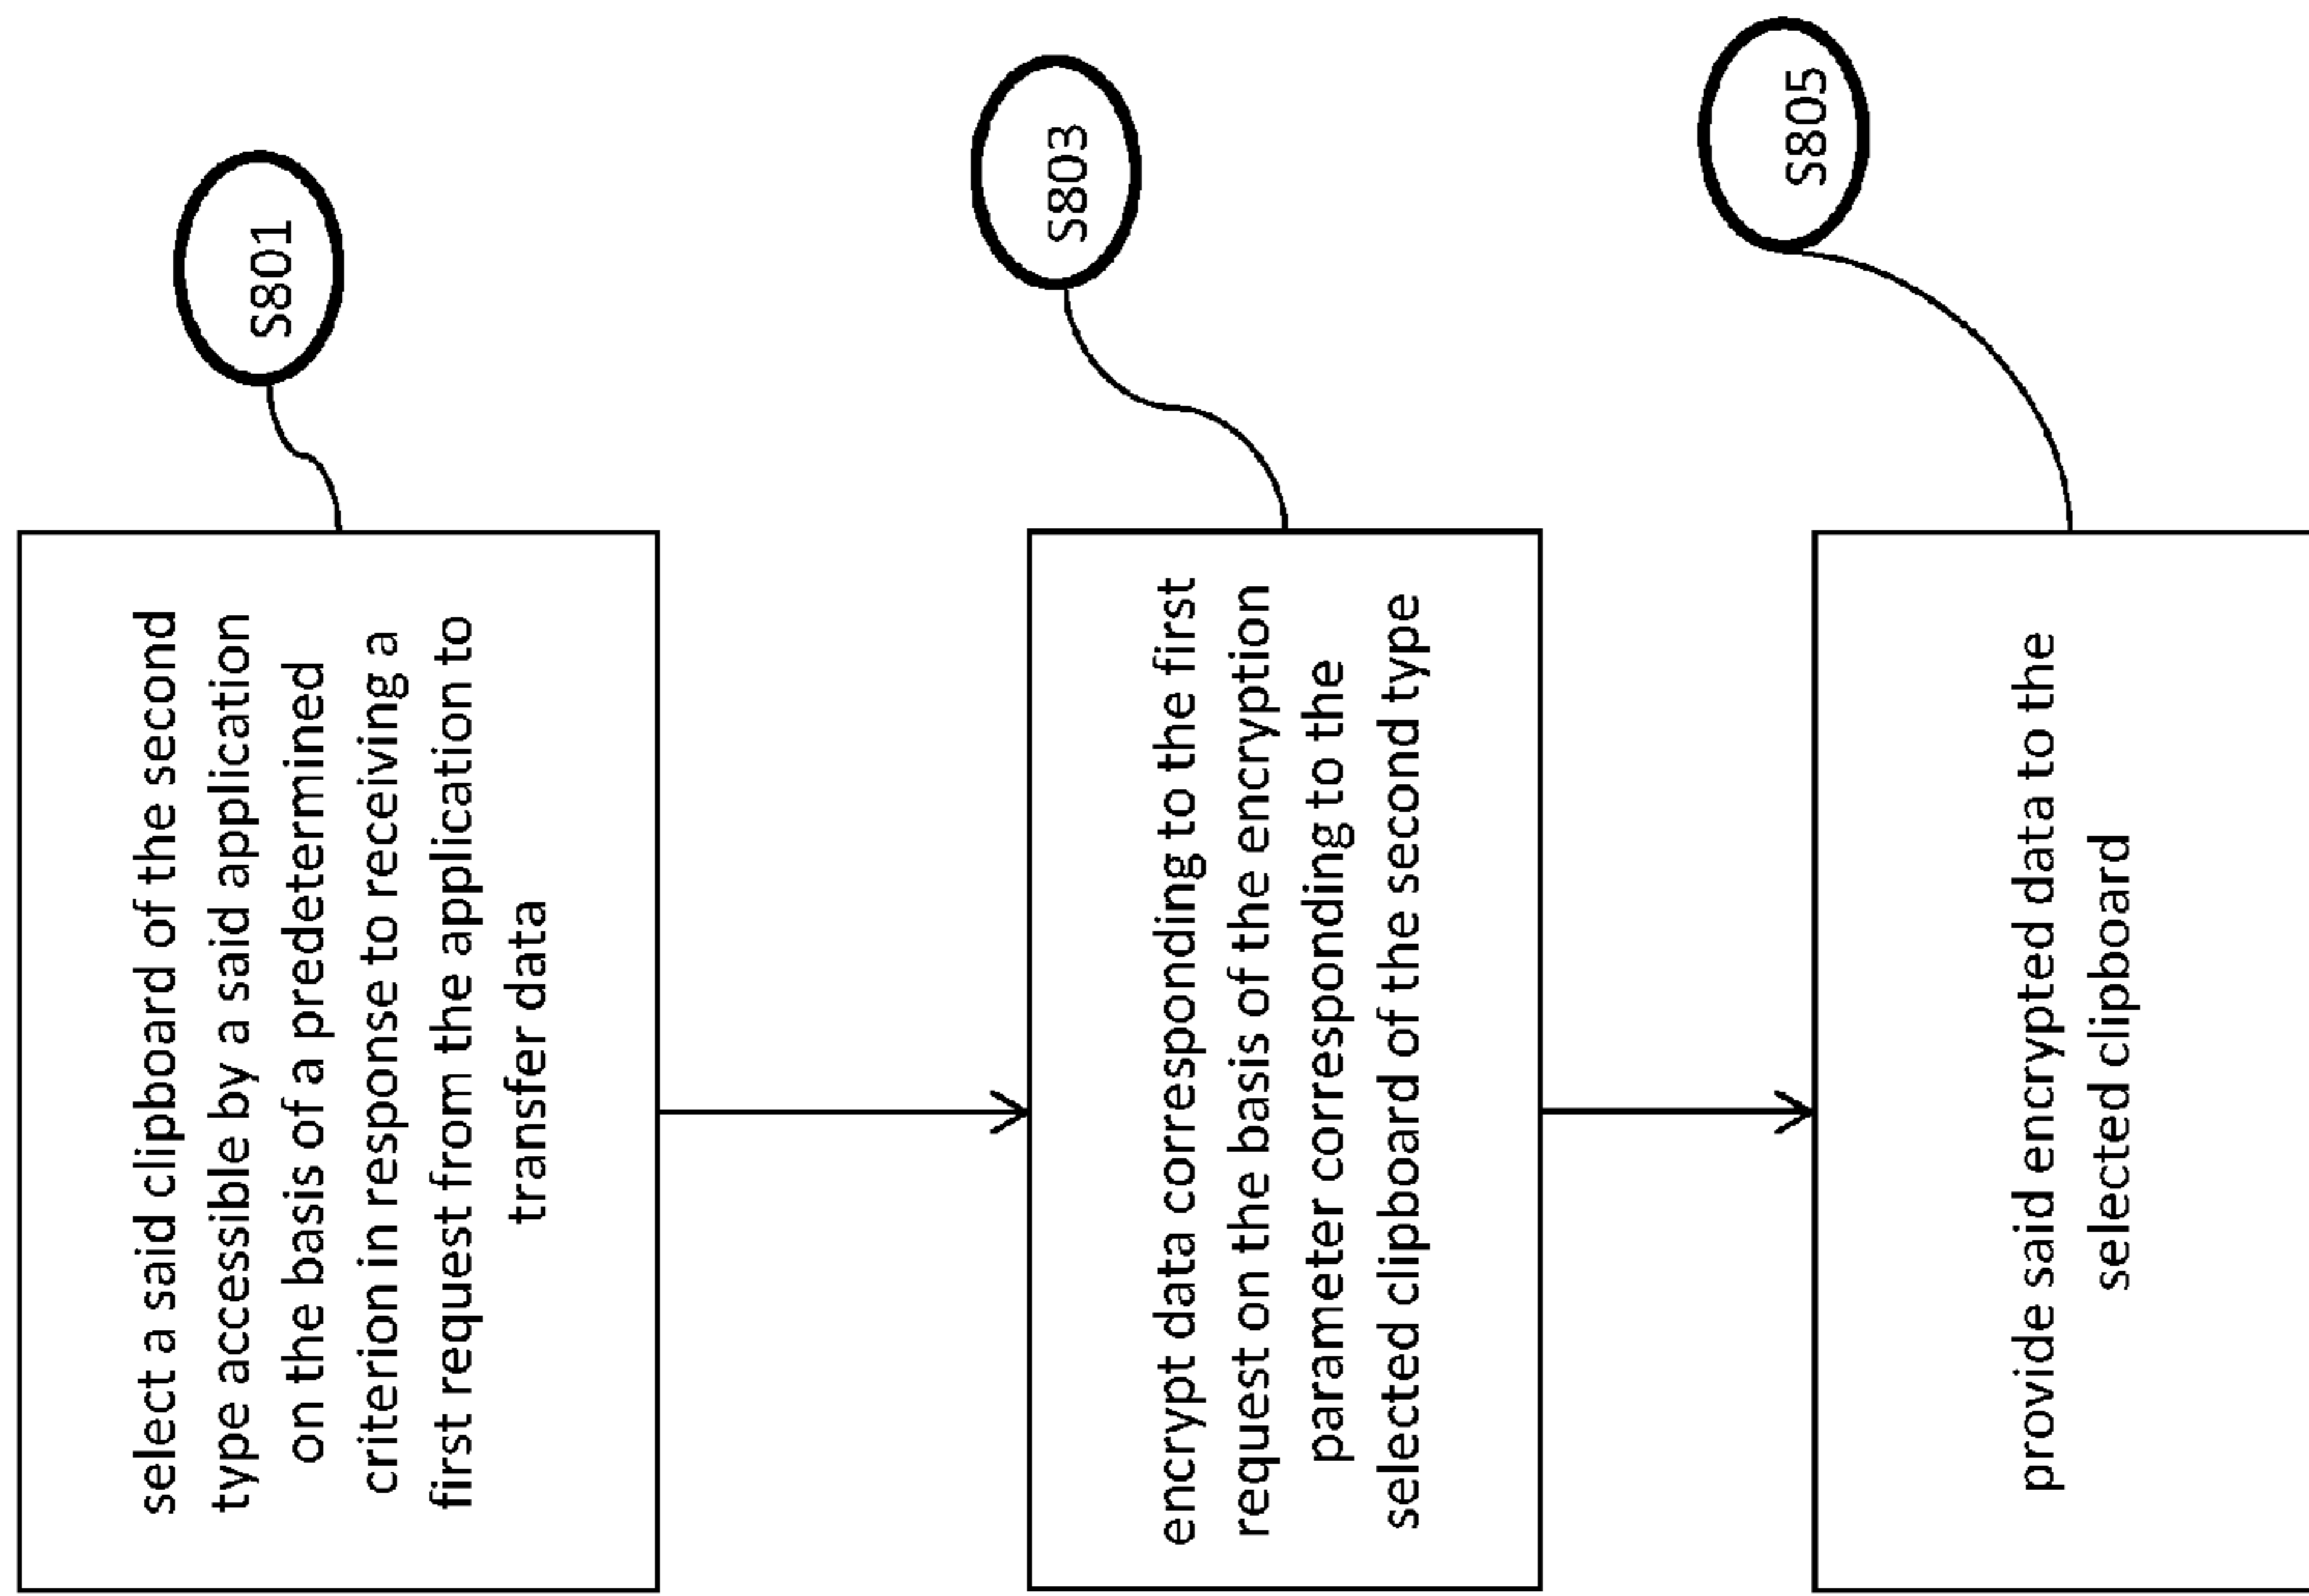 select a said clipboard of the second
type accessible by a said application
on the basis of a predetermined
criterion in response to receiving a
first request from the application to
transfer data
S801
encrypt data corresponding to the first
request on the basis of the encryption
parameter corresponding to the
selected clipboard of the second type
S803
provide said encrypted data to the
selected clipboard
S805